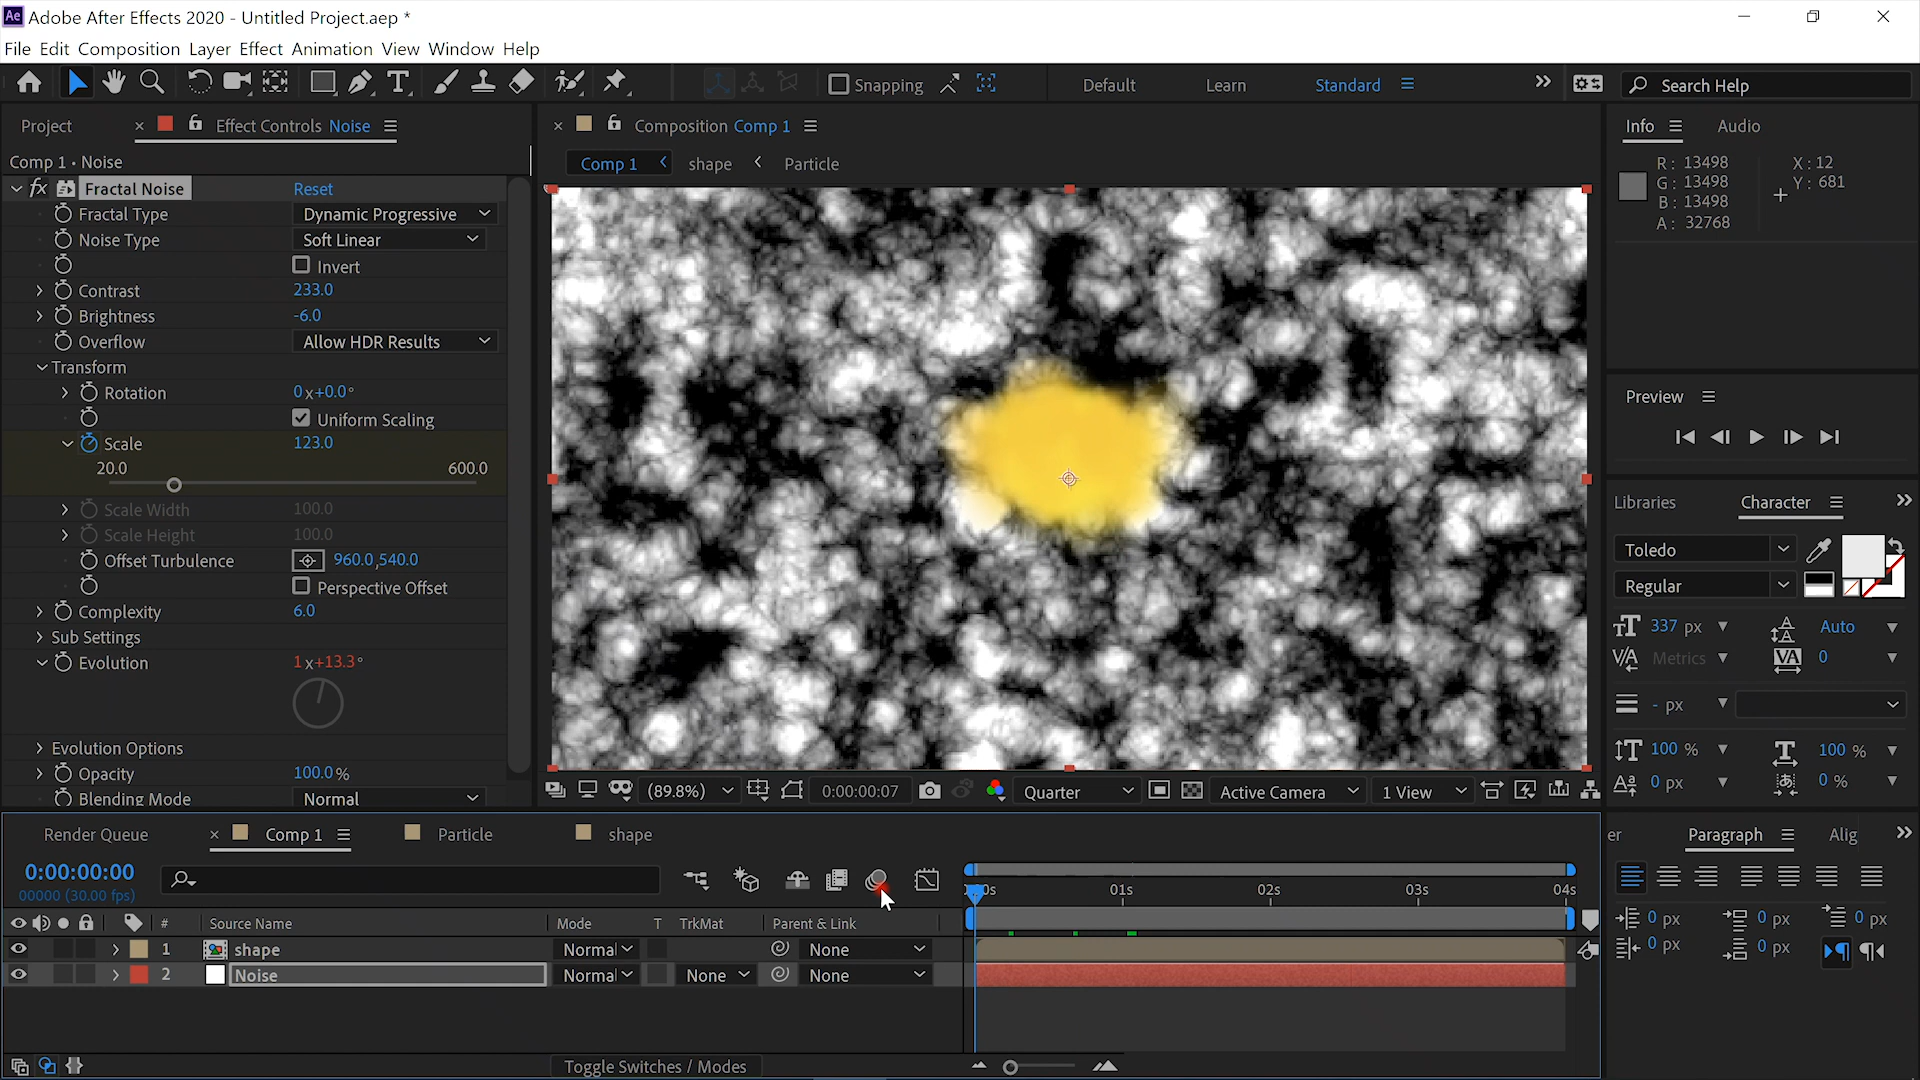 Ae Adobe After Effects 2020 - Untitled Project.aep *
File Edit Composition Layer Effect Animation View Window Help
T Snapping Default Learn Standard Search Help
Project Effect Controls Noise
Composition Comp 1
Info Audio
Comp 1 • Noise
Comp 1 shape Particle
R: 13498 X: 12
G: 13498 Y: 681
B: 13498
A: 32768
fx Fractal Noise Reset
Fractal Type Dynamic Progressive
Noise Type Soft Linear
Invert
Contrast 233.0
Brightness -6.0
Overflow Allow HDR Results
Transform
Rotation 0x+0.0°
Uniform Scaling
Scale 123.0
20.0 600.0
Scale Width 100.0
Scale Height 100.0
Offset Turbulence 960.0,540.0
Perspective Offset
Complexity 6.0
Sub Settings
Evolution 1x+13.3°
Evolution Options
Opacity 100.0%
Blending Mode Normal
Preview
Libraries Character
Toledo
Regular
337 px Auto
Metrics VA 0
- px
100 % 100 %
0 px 0 %
(89.8%) 0:00:00:07 Quarter Active Camera 1 View
Render Queue Comp 1 Particle shape
er Paragraph Alig
0:00:00:00
00000 (30.00 fps)
01s 02s 03s 04s
# Source Name Mode T TrkMat Parent & Link
1 shape Normal None
2 Noise Normal None None
0 px 0 px 0 px
0 px 0 px
Toggle Switches / Modes